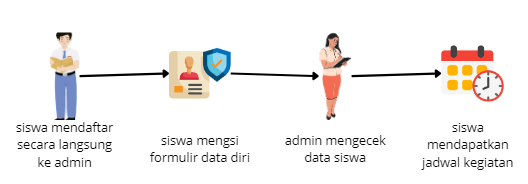 siswa mendaftar
secara langsung
ke admin
siswa mengsi
formulir data diri
admin mengecek
data siswa
siswa
mendapatkan
jadwal kegiatan